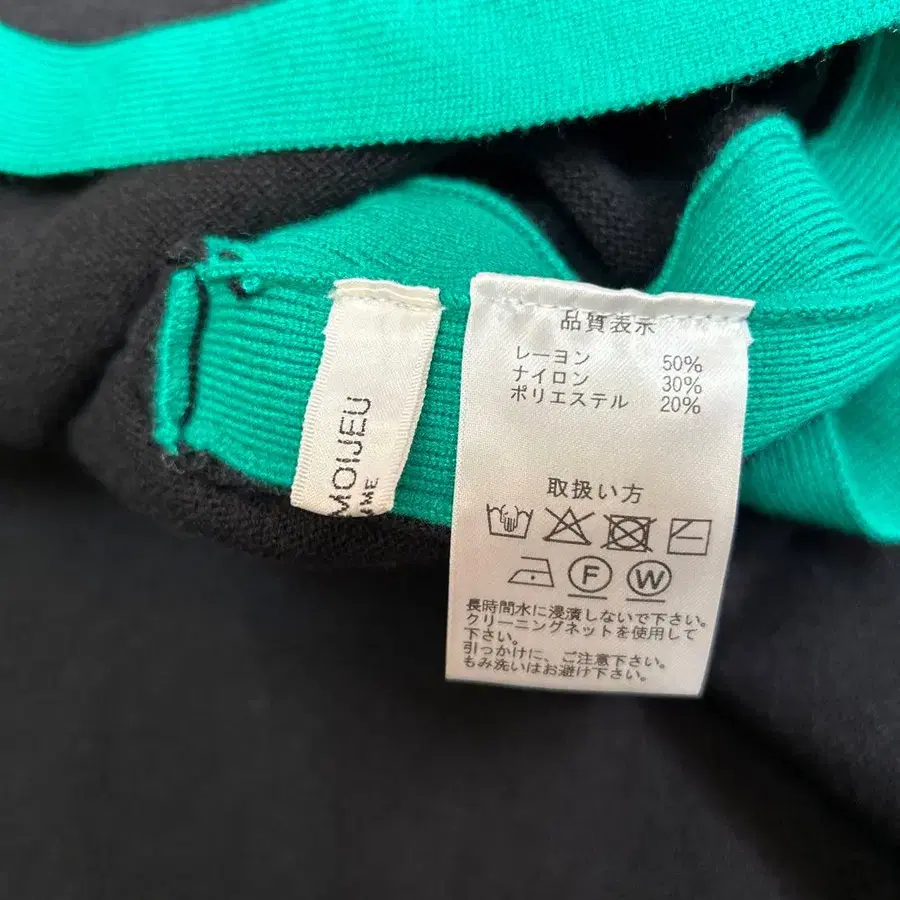 MOIJEU
MME
品質表示
レーヨン 50%
ナイロン 30%
ポリエステル 20%
取扱い方
F W
長時間水に浸漬しないで下さい。
クリーニングネットを使用して
下さい。
引っかけに、ご注意下さい。
もみ洗いはお避け下さい。